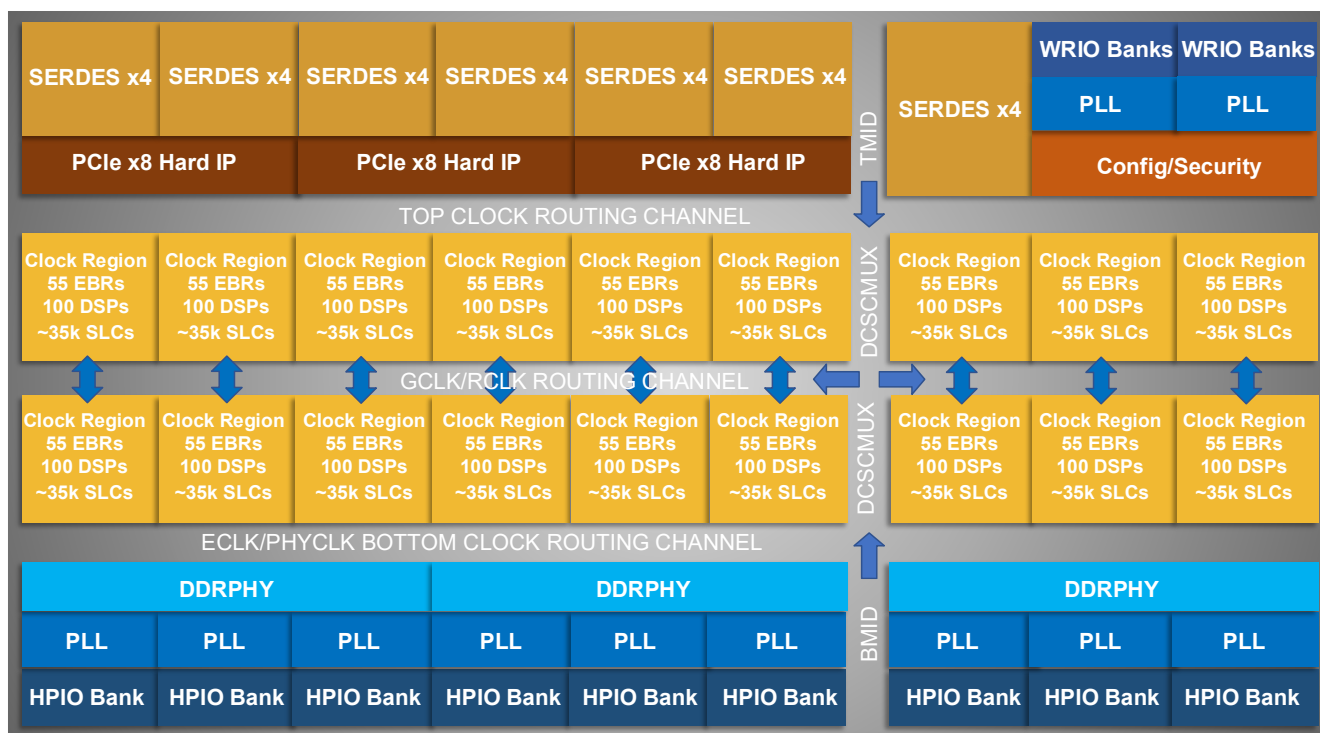 SERDES x4 SERDES x4 SERDES x4 SERDES x4 SERDES x4 SERDES x4
PCIe x8 Hard IP PCIe x8 Hard IP PCIe x8 Hard IP
TMID
SERDES x4
WRIO Banks WRIO Banks
PLL PLL
Config/Security
TOP CLOCK ROUTING CHANNEL
Clock Region Clock Region Clock Region Clock Region Clock Region Clock Region
55 EBRs 55 EBRs 55 EBRs 55 EBRs 55 EBRs 55 EBRs
100 DSPs 100 DSPs 100 DSPs 100 DSPs 100 DSPs 100 DSPs
~35k SLCs ~35k SLCs ~35k SLCs ~35k SLCs ~35k SLCs ~35k SLCs
DCSCMUX
Clock Region Clock Region Clock Region
55 EBRs 55 EBRs 55 EBRs
100 DSPs 100 DSPs 100 DSPs
~35k SLCs ~35k SLCs ~35k SLCs
GCLK/RCLK ROUTING CHANNEL
Clock Region Clock Region Clock Region Clock Region Clock Region Clock Region
55 EBRs 55 EBRs 55 EBRs 55 EBRs 55 EBRs 55 EBRs
100 DSPs 100 DSPs 100 DSPs 100 DSPs 100 DSPs 100 DSPs
~35k SLCs ~35k SLCs ~35k SLCs ~35k SLCs ~35k SLCs ~35k SLCs
DCSCMUX
Clock Region Clock Region Clock Region
55 EBRs 55 EBRs 55 EBRs
100 DSPs 100 DSPs 100 DSPs
~35k SLCs ~35k SLCs ~35k SLCs
ECLK/PHYCLK BOTTOM CLOCK ROUTING CHANNEL
DDRPHY DDRPHY
PLL PLL PLL PLL PLL PLL
HPIO Bank HPIO Bank HPIO Bank HPIO Bank HPIO Bank HPIO Bank
BMID
DDRPHY
PLL PLL PLL
HPIO Bank HPIO Bank HPIO Bank